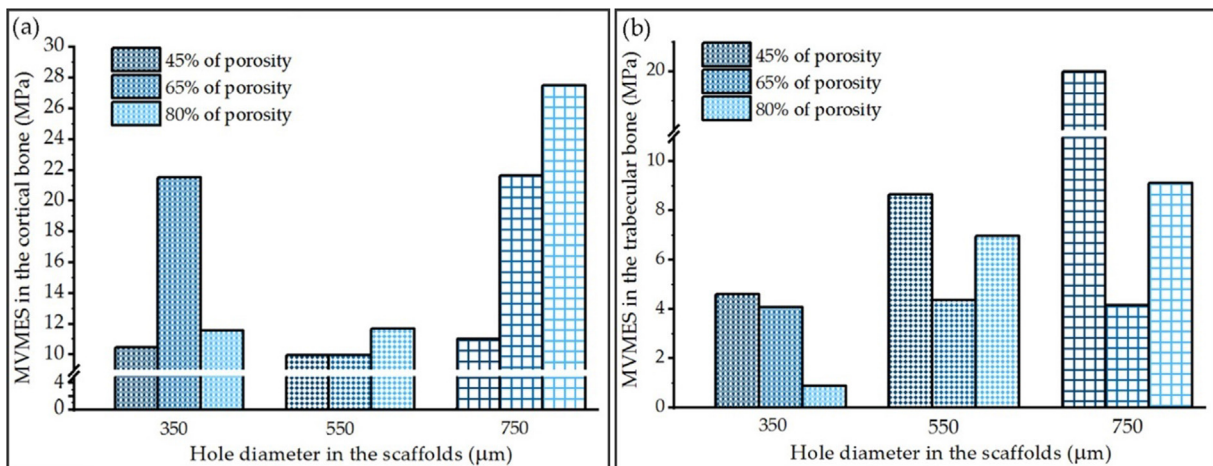 (a)
MVMES in the cortical bone (MPa)
30
28
26
24
22
20
18
16
14
12
10
4
0
45% of porosity
65% of porosity
80% of porosity
350
550
750
Hole diameter in the scaffolds (μm)
(b)
MVMES in the trabecular bone (MPa)
20
10
8
6
4
2
0
45% of porosity
65% of porosity
80% of porosity
350
550
750
Hole diameter in the scaffolds (μm)